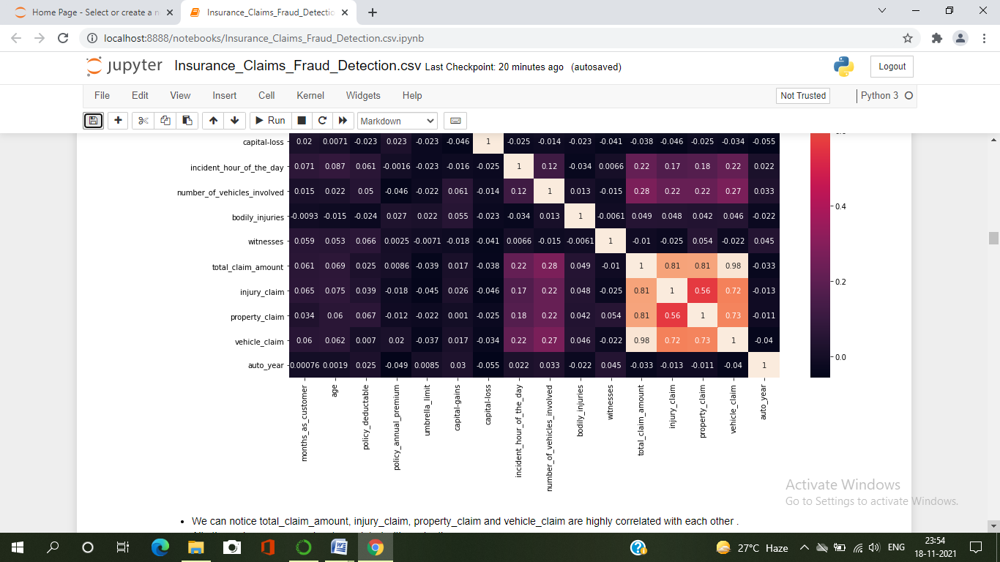 Home Page - Select or create a n
Insurance_Claims_Fraud_Detectio
localhost:8888/notebooks/Insurance_Claims_Fraud_Detection.csv.ipynb
jupyter Insurance_Claims_Fraud_Detection.csv Last Checkpoint: 20 minutes ago (autosaved)
Logout
File Edit View Insert Cell Kernel Widgets Help
Not Trusted
Python 3
Run
Markdown
capital-loss 0.02 0.0071 -0.023 0.023 -0.023 -0.046 1 -0.025 -0.014 -0.023 -0.041 -0.038 -0.046 -0.025 -0.034 -0.055
incident_hour_of_the_day 0.071 0.087 0.061 -0.0016 -0.023 -0.016 -0.025 1 0.12 -0.034 0.0066 0.22 0.17 0.18 0.22 0.022
number_of_vehicles_involved 0.015 0.022 0.05 -0.046 -0.022 0.061 -0.014 0.12 1 0.013 -0.015 0.28 0.22 0.22 0.27 0.033
bodily_injuries -0.0093 -0.015 -0.024 0.027 0.022 0.055 -0.023 -0.034 0.013 1 -0.0061 0.049 0.048 0.042 0.046 -0.022
witnesses 0.059 0.053 0.066 0.0025 -0.0071 -0.018 -0.041 0.0066 -0.015 -0.0061 1 -0.01 -0.025 0.054 -0.022 0.045
total_claim_amount 0.061 0.069 0.025 0.0086 -0.039 0.017 -0.038 0.22 0.28 0.049 -0.01 1 0.81 0.81 0.98 -0.033
injury_claim 0.065 0.075 0.039 -0.018 -0.045 0.026 -0.046 0.17 0.22 0.048 -0.025 0.81 1 0.56 0.72 -0.013
property_claim 0.034 0.06 0.067 -0.012 -0.022 0.001 -0.025 0.18 0.22 0.042 0.054 0.81 0.56 1 0.73 -0.011
vehicle_claim 0.06 0.062 0.007 0.02 -0.037 0.017 -0.034 0.22 0.27 0.046 -0.022 0.98 0.72 0.73 1 -0.04
auto_year 0.00076 0.0019 0.025 -0.049 0.0085 0.03 -0.055 0.022 0.033 -0.022 0.045 -0.033 -0.013 -0.011 -0.04 1
0.4
0.2
0.0
months_as_customer
age
policy_deductable
policy_annual_premium
umbrella_limit
capital-gains
capital-loss
incident_hour_of_the_day
number_of_vehicles_involved
bodily_injuries
witnesses
total_claim_amount
injury_claim
property_claim
vehicle_claim
auto_year
Activate Windows
Go to Settings to activate Windows.
• We can notice total_claim_amount, injury_claim, property_claim and vehicle_claim are highly correlated with each other .
27°C Haze
ENG
23:54
18-11-2021